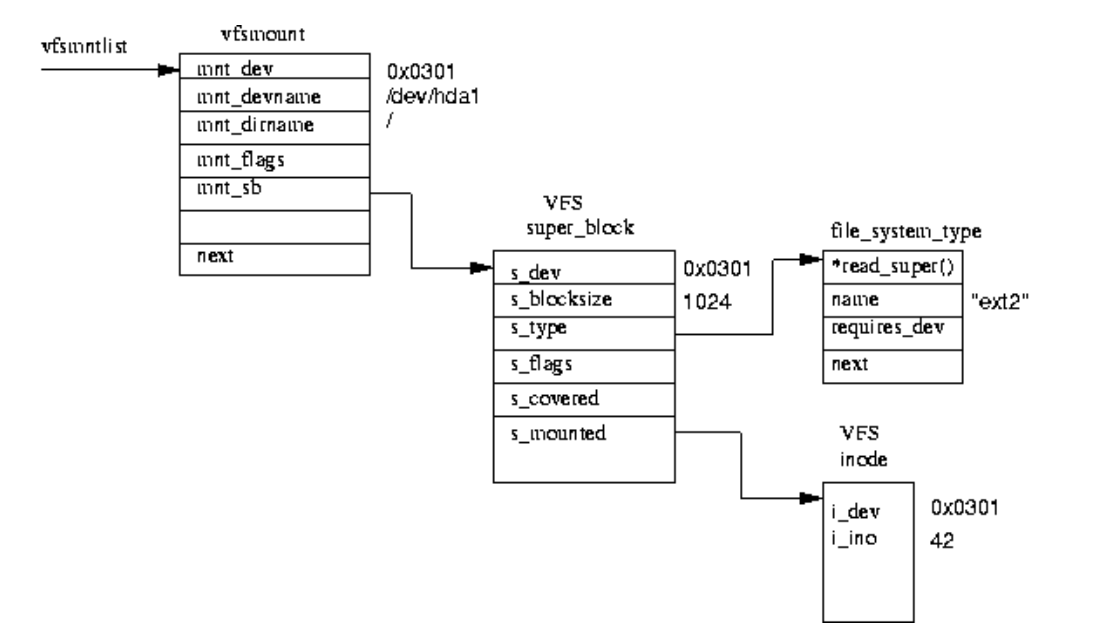 vfsmntlist
vfsmount
mnt_dev 0x0301
mnt_devname /dev/hda1
mnt_dirname /
mnt_flags
mnt_sb
next
VFS
super_block
s_dev 0x0301
s_blocksize 1024
s_type
s_flags
s_covered
s_mounted
file_system_type
*read_super()
name "ext2"
requires_dev
next
VFS
inode
i_dev 0x0301
i_ino 42